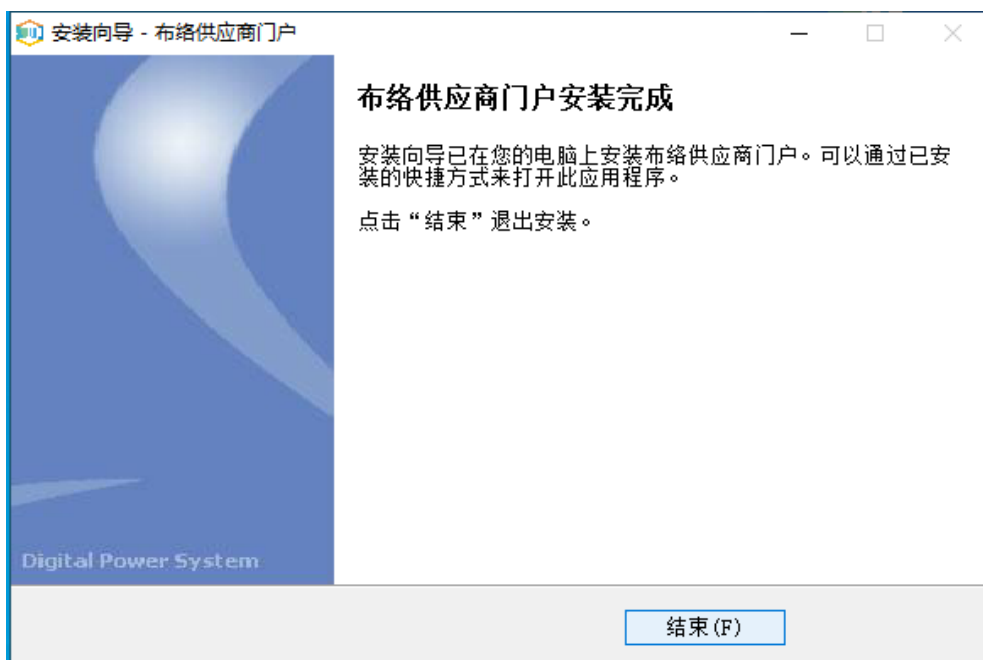 安装向导 - 布络供应商门户
布络供应商门户安装完成
安装向导已在您的电脑上安装布络供应商门户。可以通过已安
装的快捷方式来打开此应用程序。
点击“结束”退出安装。
Digital Power System
结束(F)